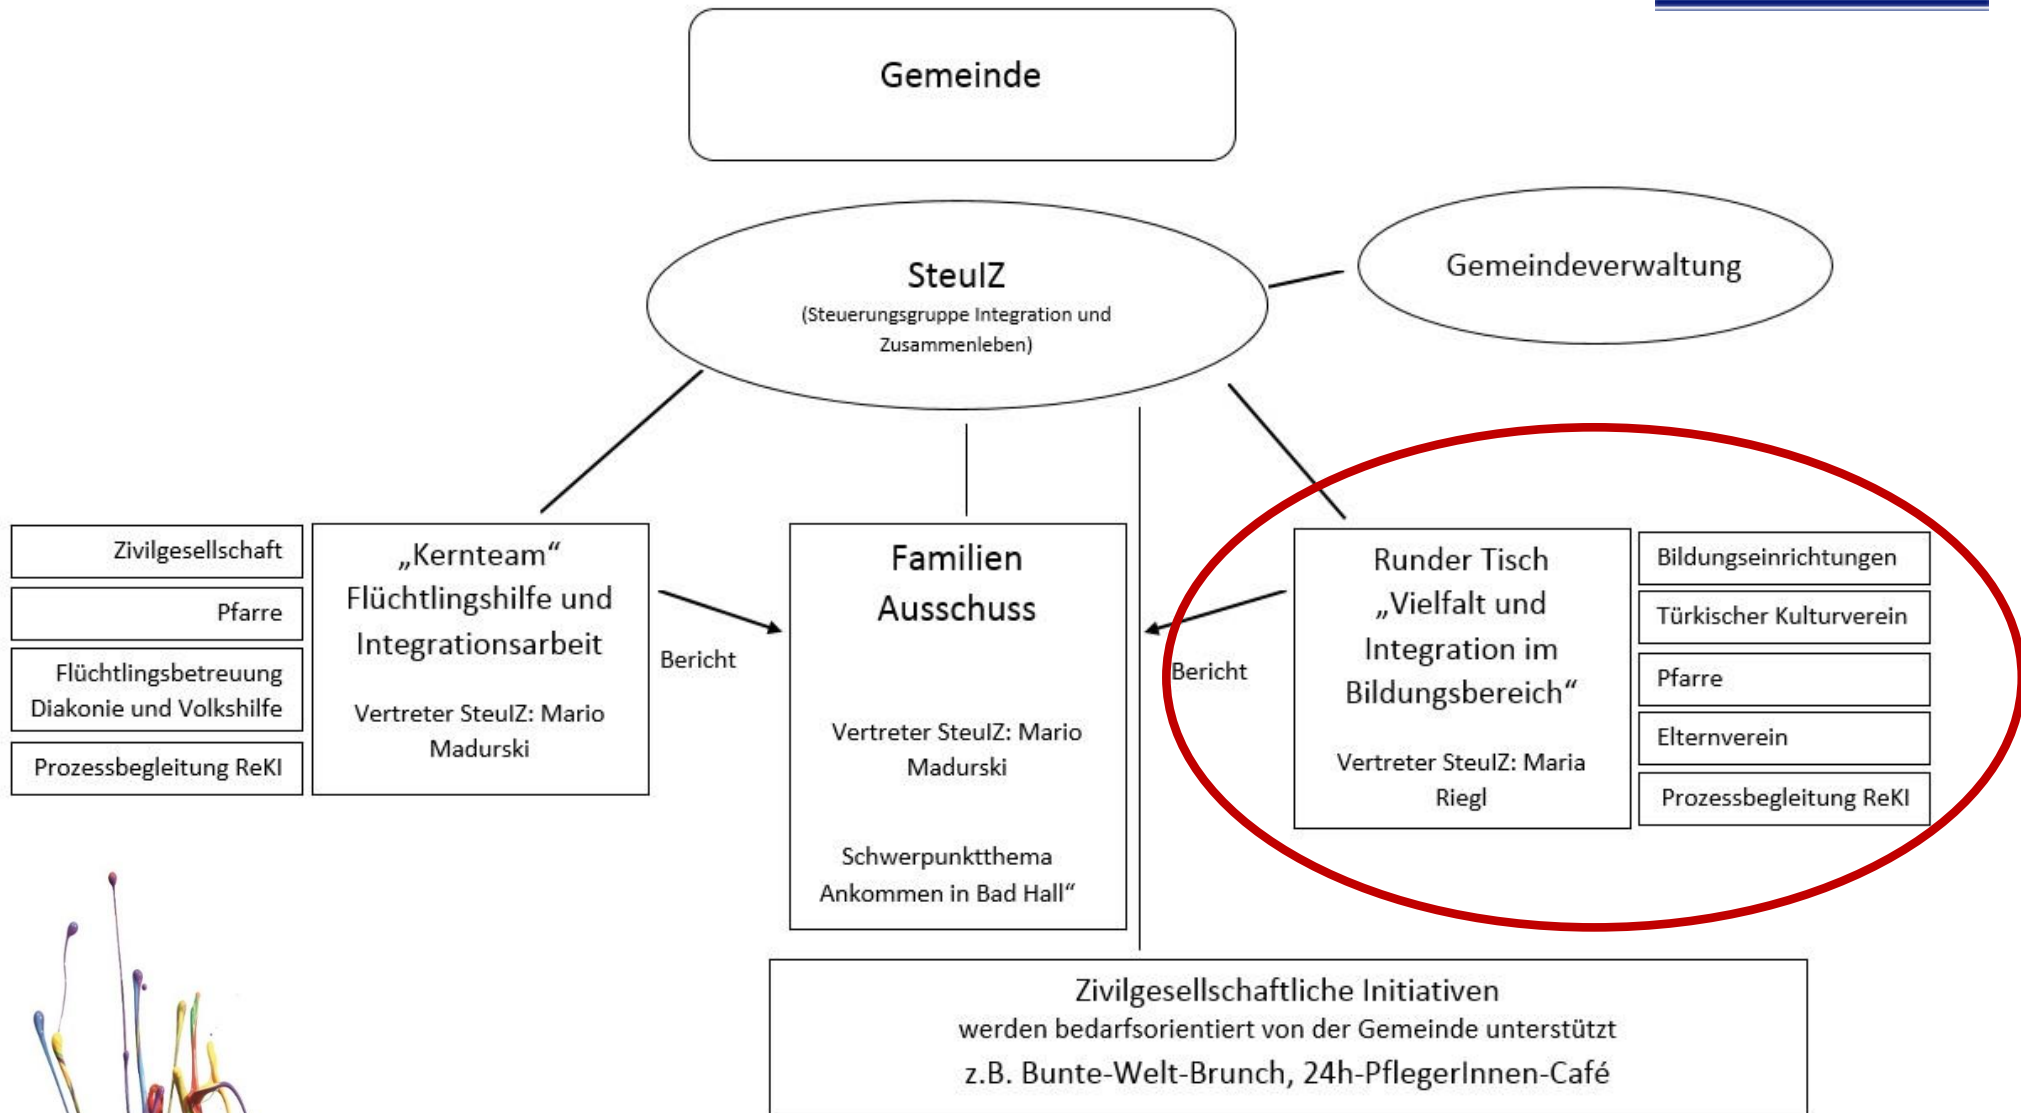 Gemeinde
SteuIZ
(Steuerungsgruppe Integration und
Zusammenleben)
Gemeindeverwaltung
Zivilgesellschaft
Pfarre
Flüchtlingsbetreuung
Diakonie und Volkshilfe
Prozessbegleitung ReKI
„Kernteam“
Flüchtlingshilfe und
Integrationsarbeit
Vertreter SteuIZ: Mario
Madurski
Bericht
Familien
Ausschuss
Vertreter SteuIZ: Mario
Madurski
Schwerpunktthema
Ankommen in Bad Hall“
Bericht
Runder Tisch
„Vielfalt und
Integration im
Bildungsbereich“
Vertreter SteuIZ: Maria
Riegl
Bildungseinrichtungen
Türkischer Kulturverein
Pfarre
Elternverein
Prozessbegleitung ReKI
Zivilgesellschaftliche Initiativen
werden bedarfsorientiert von der Gemeinde unterstützt
z.B. Bunte-Welt-Brunch, 24h-PflegerInnen-Café